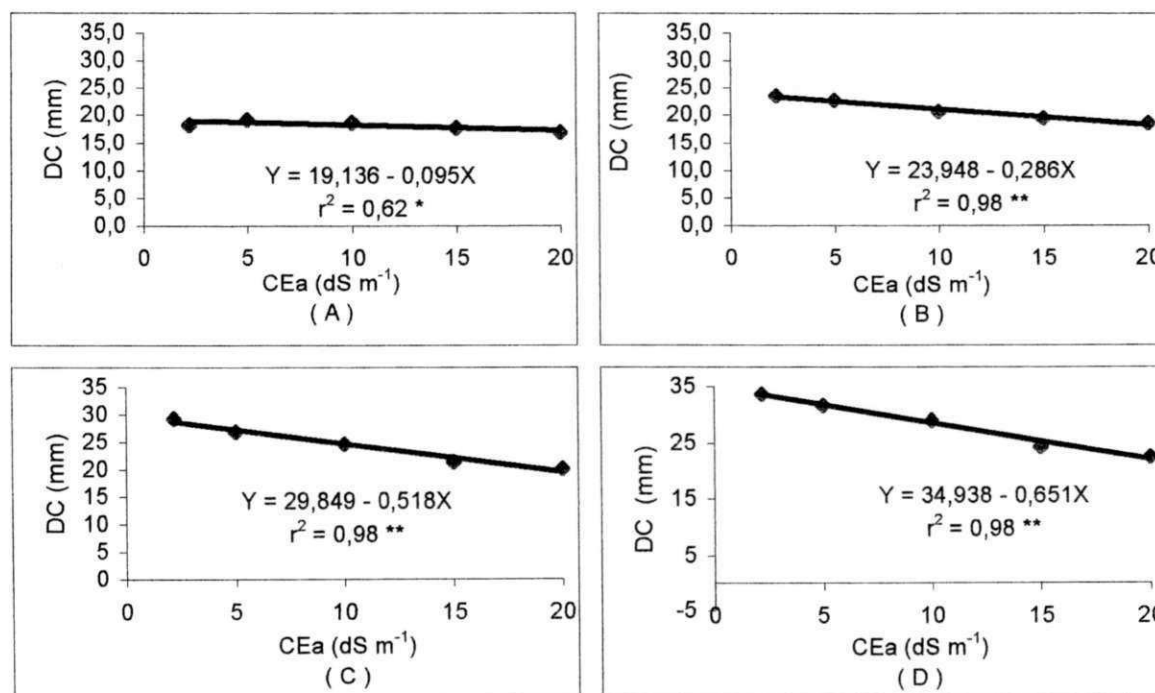 35,0
30,0
25,0
20,0
15,0
10,0
5,0
0,0
DC (mm)
Y = 19,136 - 0,095X
r² = 0,62 *
0 5 10 15 20
CEa (dS m⁻¹)
( A )
35,0
30,0
25,0
20,0
15,0
10,0
5,0
0,0
DC (mm)
Y = 23,948 - 0,286X
r² = 0,98 **
0 5 10 15 20
CEa (dS m⁻¹)
( B )
35
30
25
20
15
10
5
0
DC (mm)
Y = 29,849 - 0,518X
r² = 0,98 **
0 5 10 15 20
CEa (dS m⁻¹)
( C )
35
25
15
5
-5
DC (mm)
Y = 34,938 - 0,651X
r² = 0,98 **
0 5 10 15 20
CEa (dS m⁻¹)
( D )